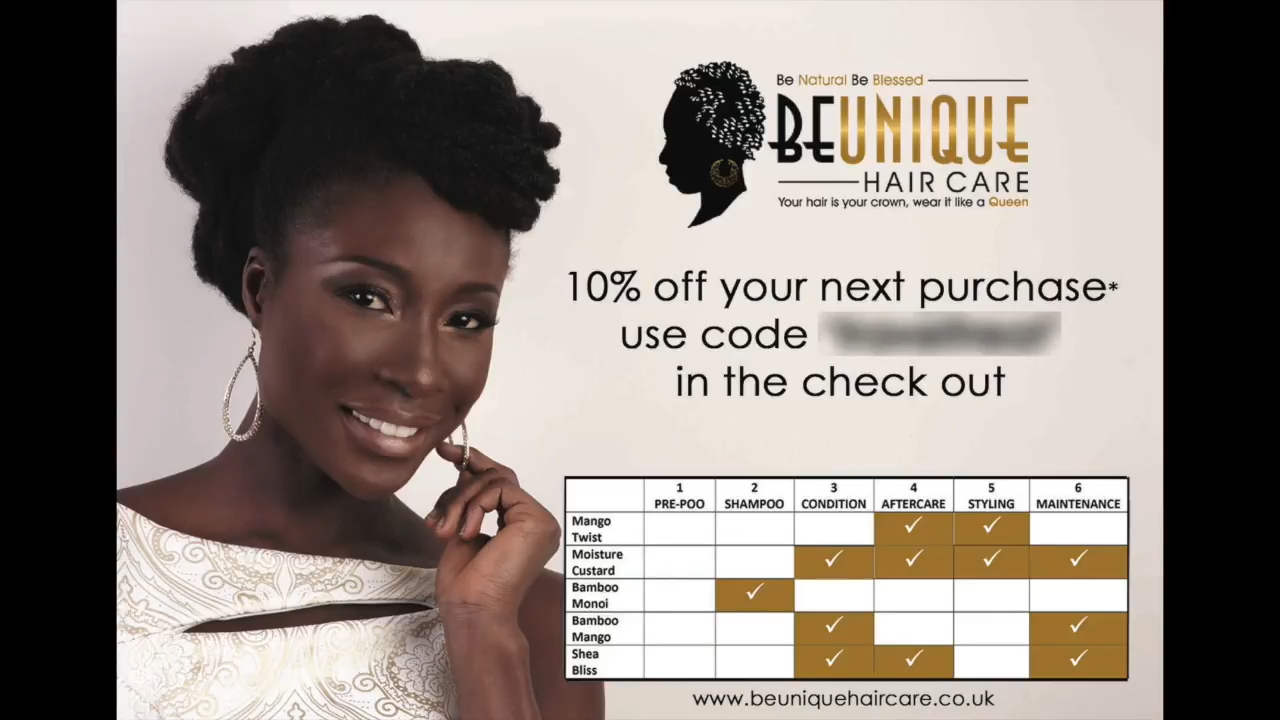 Be Natural Be Blessed
BEUNIQUE
HAIR CARE
Your hair is your crown, wear it like a Queen
10% off your next purchase*
use code
in the check out
1 2 3 4 5 6
PRE-POO SHAMPOO CONDITION AFTERCARE STYLING MAINTENANCE
Mango
Twist ✓ ✓
Moisture
Custard ✓ ✓ ✓ ✓
Bamboo
Monoi ✓
Bamboo
Mango ✓ ✓
Shea
Bliss ✓ ✓ ✓
www.beuniquehaircare.co.uk